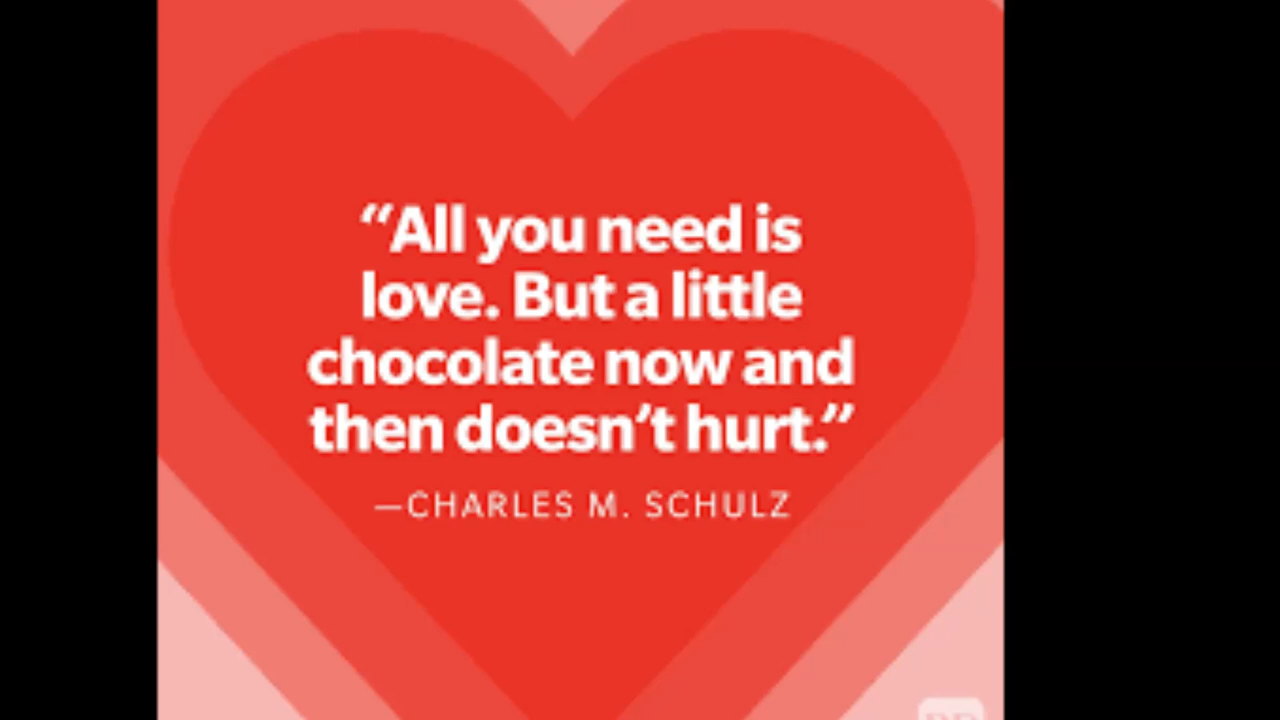 “All you need is
love. But a little
chocolate now and
then doesn’t hurt.”
—CHARLES M. SCHULZ